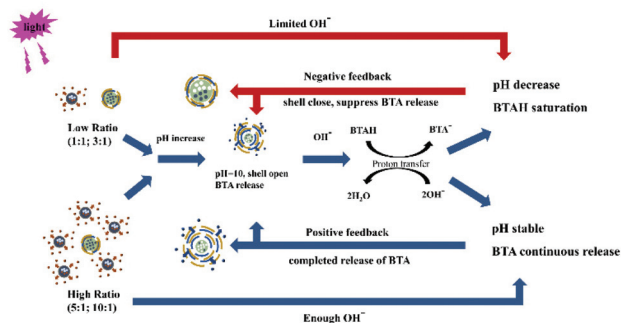 light
Limited OH⁻
Negative feedback
shell close, suppress BTA release
pH decrease
BTAH saturation
Low Ratio
(1:1; 3:1)
pH increase
pH~10, shell open
BTA release
OH⁻
BTAH
BTA⁻
Proton transfer
2H₂O
2OH⁻
Positive feedback
completed release of BTA
pH stable
BTA continuous release
High Ratio
(5:1; 10:1)
Enough OH⁻